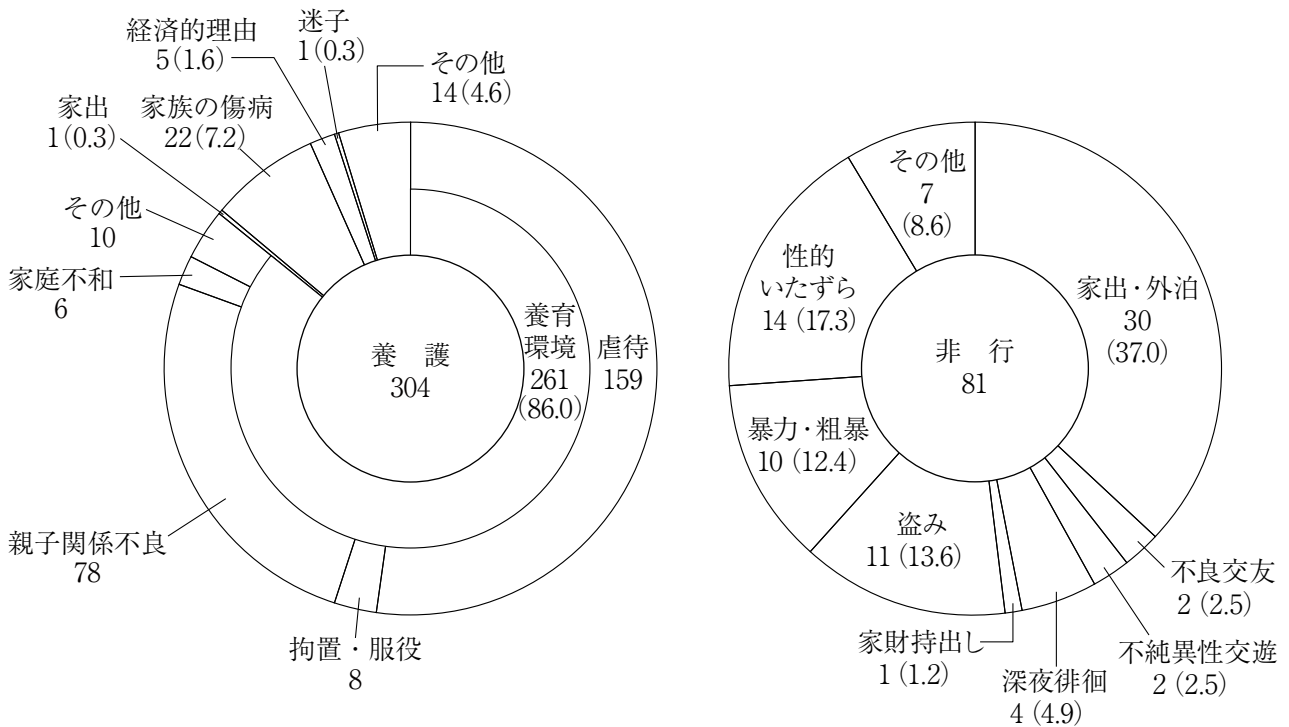 経済的理由
5(1.6)
迷子
1(0.3)
その他
14(4.6)
家出
1(0.3)
家族の傷病
22(7.2)
その他
10
家庭不和
6
養育
環境
261
(86.0)
虐待
159
養 護
304
親子関係不良
78
拘置・服役
8
その他
7
(8.6)
性的
いたずら
14 (17.3)
家出・外泊
30
(37.0)
非 行
81
暴力・粗暴
10 (12.4)
盗み
11 (13.6)
不良交友
2 (2.5)
家財持出し
1 (1.2)
不純異性交遊
2 (2.5)
深夜徘徊
4 (4.9)